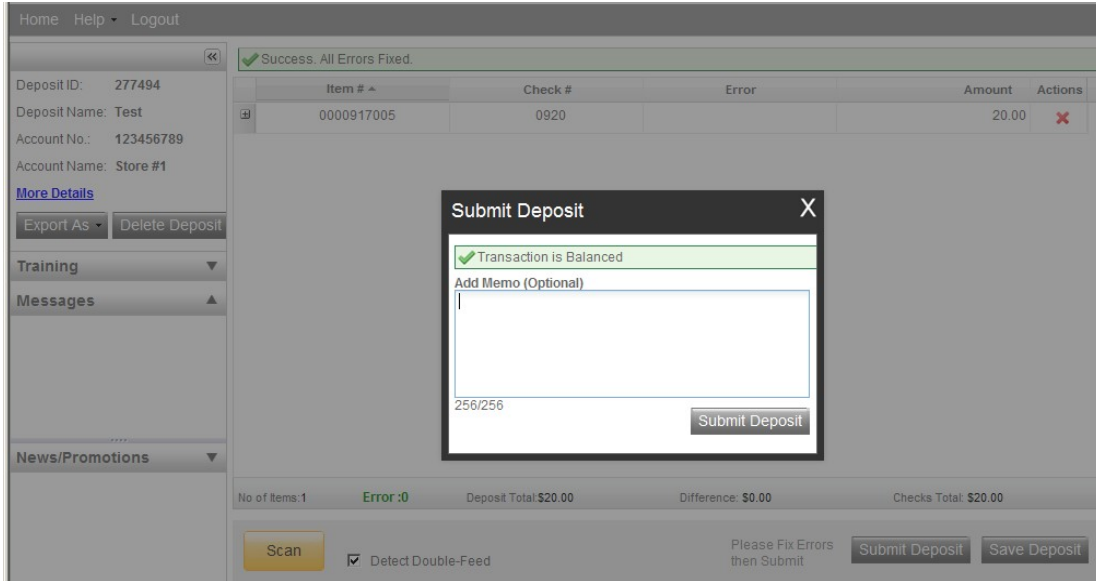 Home Help Logout
Success. All Errors Fixed.
Deposit ID: 277494
Deposit Name: Test
Account No.: 123456789
Account Name: Store #1
More Details
Export As Delete Deposit
Training
Messages
News/Promotions
Item # Check # Error Amount Actions
0000917005 0920 20.00
Submit Deposit X
Transaction is Balanced
Add Memo (Optional)
256/256
Submit Deposit
No of Items:1 Error :0 Deposit Total:$20.00 Difference: $0.00 Checks Total: $20.00
Scan Detect Double-Feed
Please Fix Errors
then Submit
Submit Deposit Save Deposit